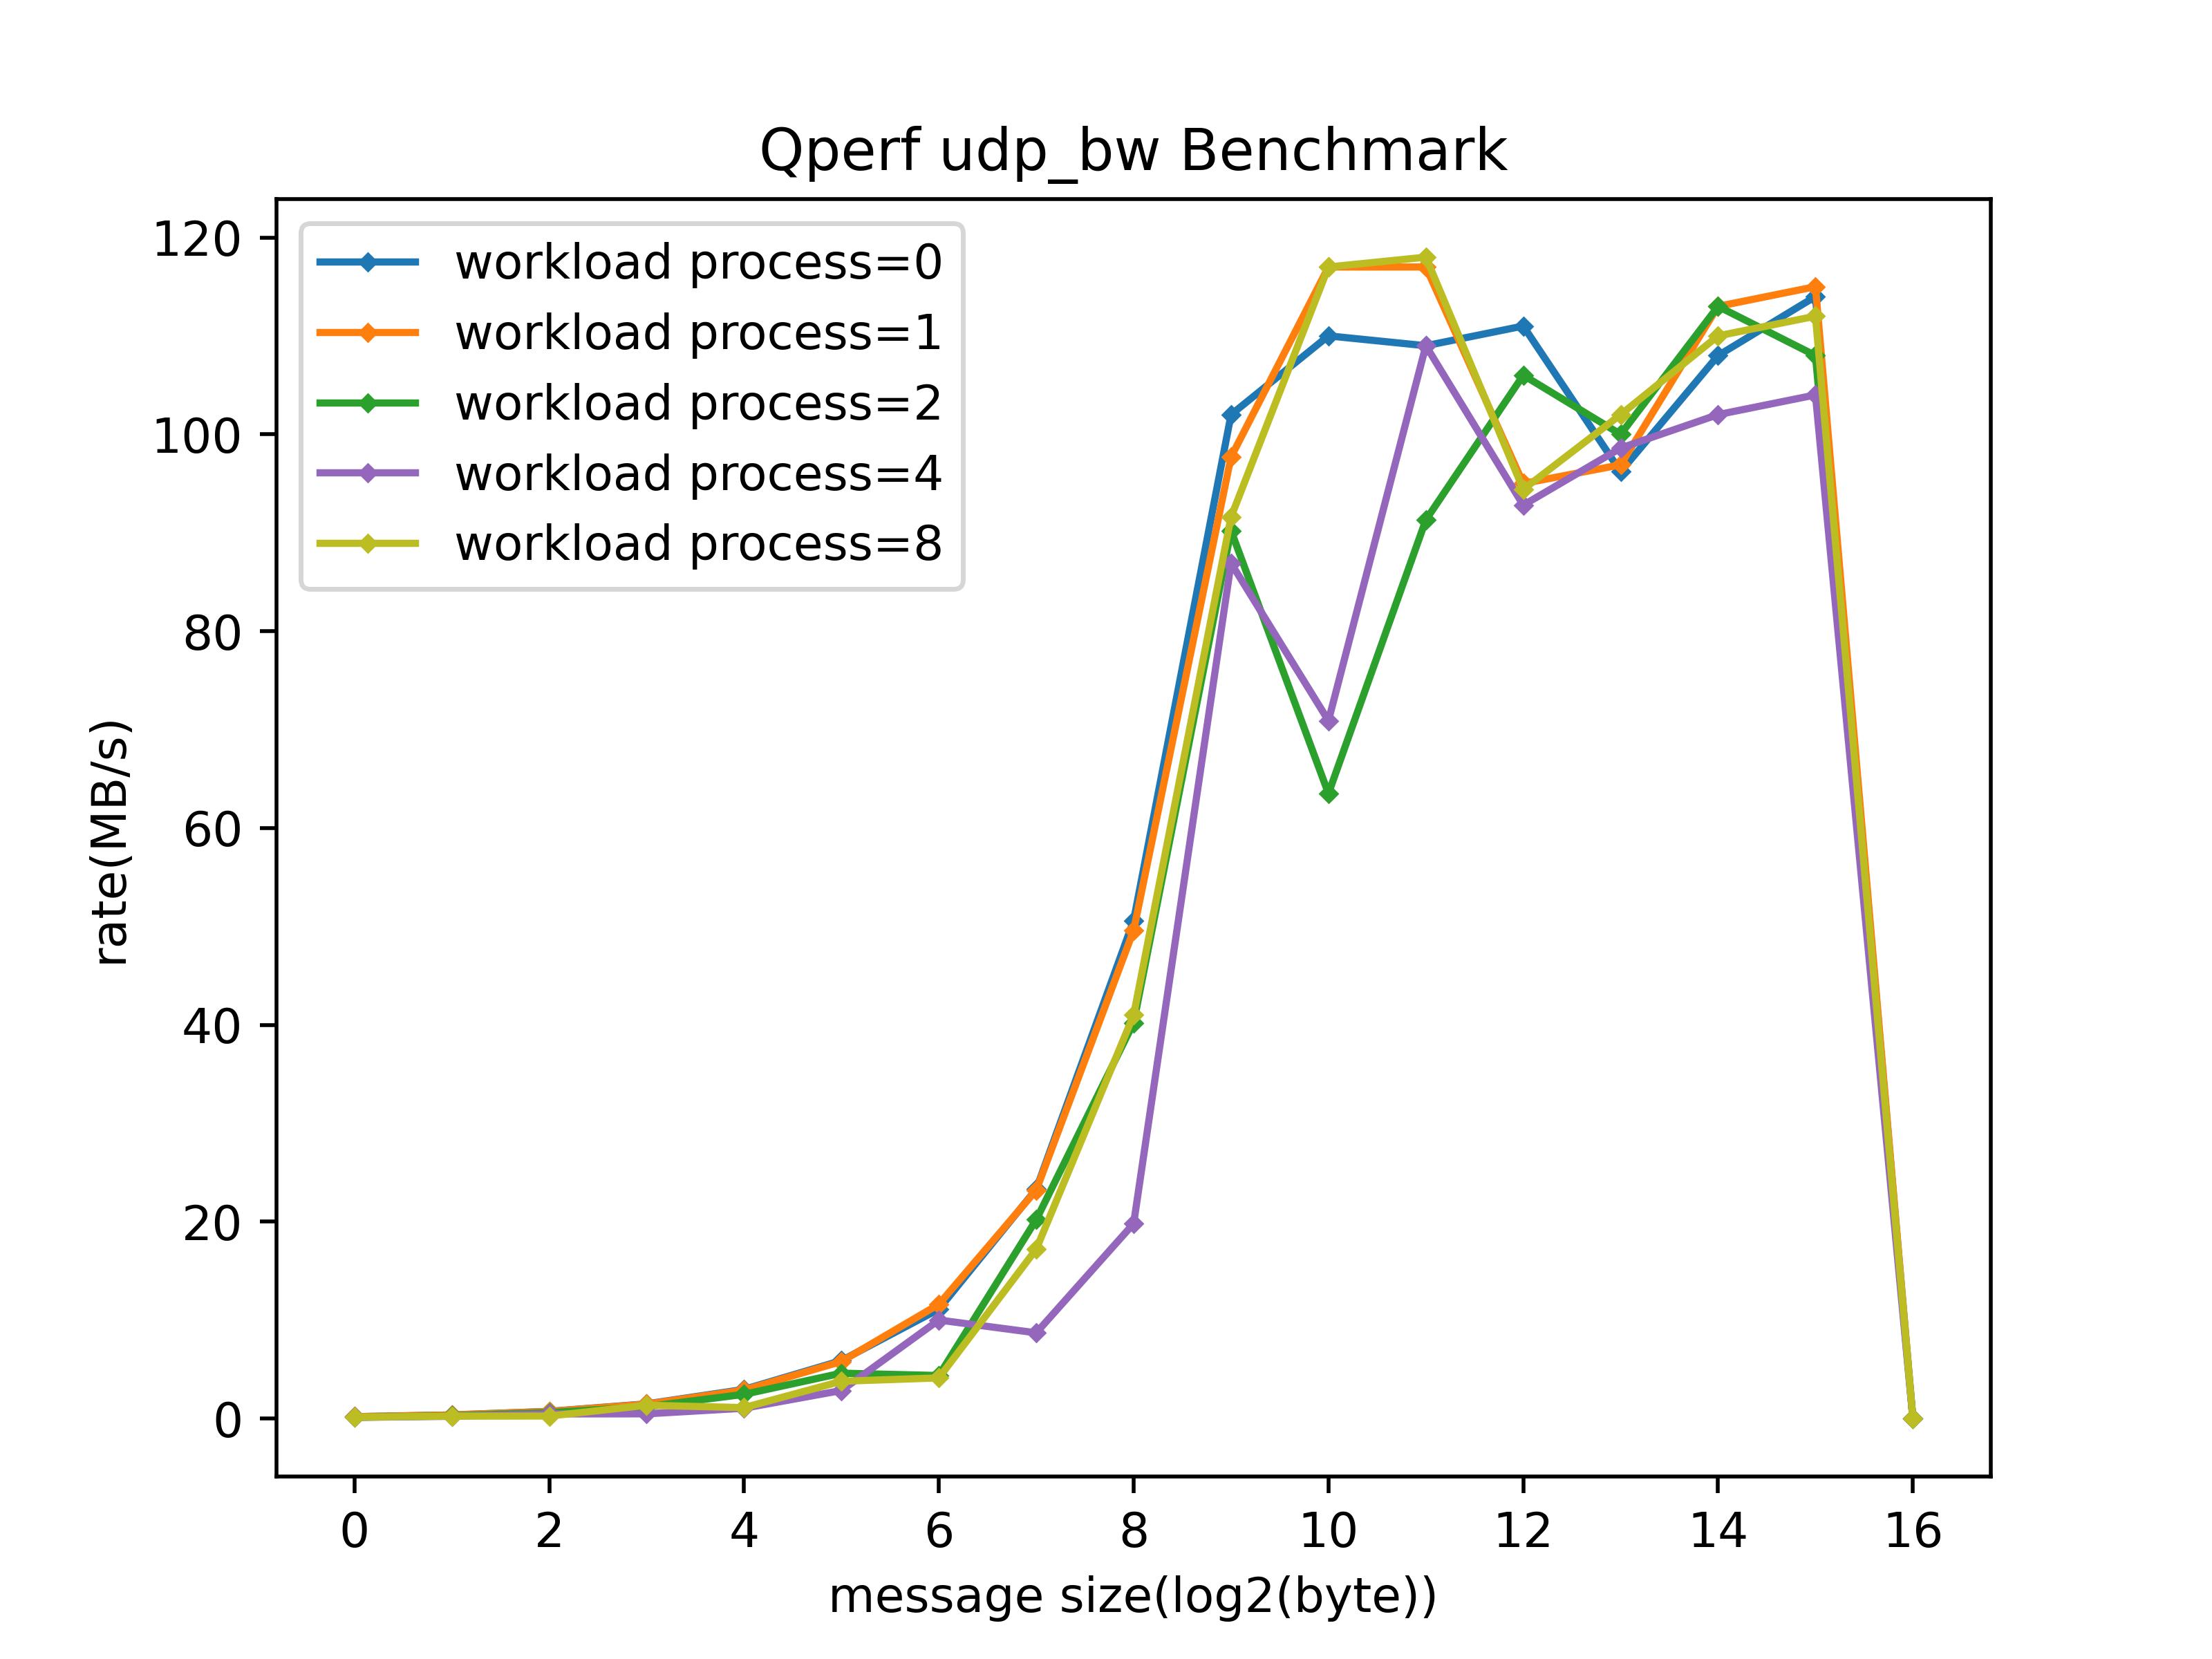 Qperf udp_bw Benchmark
120
100
80
60
40
20
0
rate(MB/s)
workload process=0
workload process=1
workload process=2
workload process=4
workload process=8
0 2 4 6 8 10 12 14 16
message size(log2(byte))